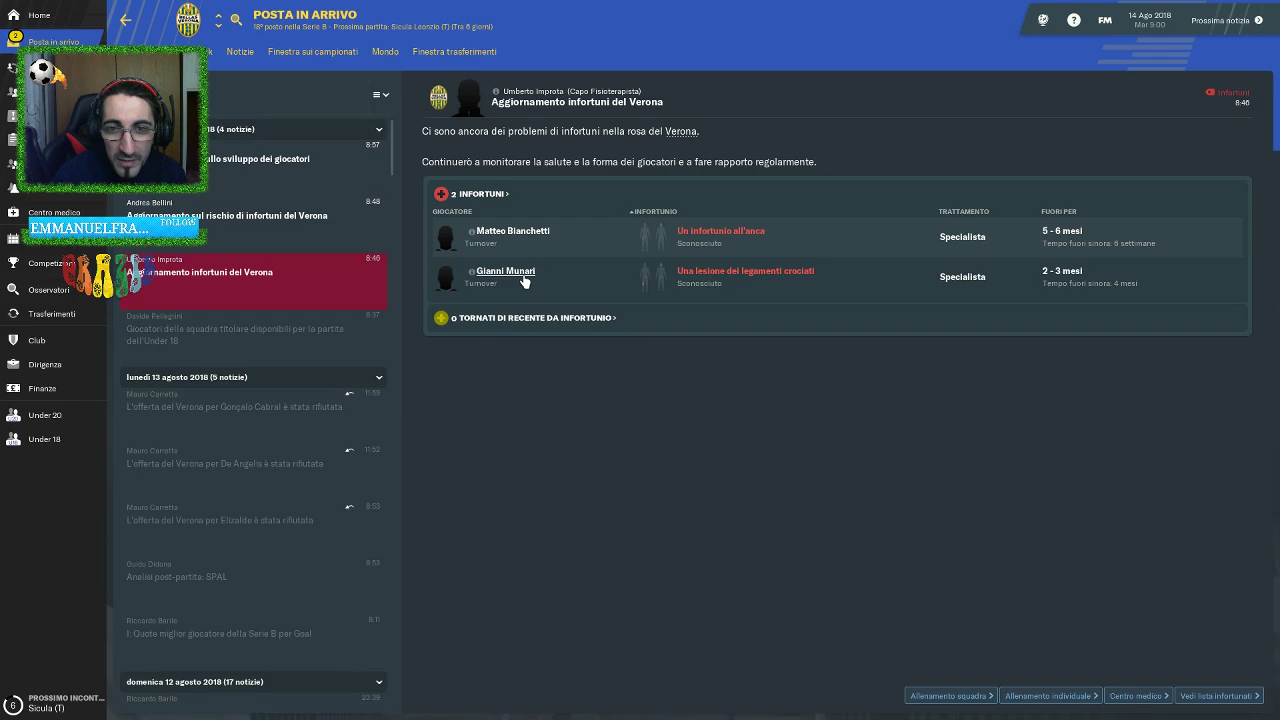 Home
POSTA IN ARRIVO
18° posto nella Serie B - Prossima partita: Sicula Leonzio (T) (Tra 6 giorni)
FM
14 Ago 2018
Mar 9:00
Prossima notizia
2
Posta in arrivo
Notizie
Finestra sui campionati
Mondo
Finestra trasferimenti
Umberto Improta (Capo Fisioterapista)
Aggiornamento infortuni del Verona
Infortuni
8:46
Ci sono ancora dei problemi di infortuni nella rosa del Verona.
Continuerò a monitorare la salute e la forma dei giocatori e a fare rapporto regolarmente.
2 INFORTUNI >
GIOCATORE
INFORTUNIO
TRATTAMENTO
FUORI PER
Matteo Bianchetti
Turnover
Un infortunio all'anca
Sconosciuto
Specialista
5 - 6 mesi
Tempo fuori sinora: 6 settimane
Gianni Munari
Turnover
Una lesione dei legamenti crociati
Sconosciuto
Specialista
2 - 3 mesi
Tempo fuori sinora: 4 mesi
0 TORNATI DI RECENTE DA INFORTUNIO >
(4 notizie)
8:57
sviluppo dei giocatori
Andrea Bellini
8:48
Aggiornamento sul rischio di infortuni del Verona
Improta
8:46
Aggiornamento infortuni del Verona
Davide Pellegrini
8:37
Giocatori della squadra titolare disponibili per la partita
dell'Under 18
lunedì 13 agosto 2018 (5 notizie)
Mauro Carretta
11:59
L'offerta del Verona per Gonçalo Cabral è stata rifiutata
Mauro Carretta
11:52
L'offerta del Verona per De Angelis è stata rifiutata
Mauro Carretta
8:53
L'offerta del Verona per Elizalde è stata rifiutata
Guido Didona
8:53
Analisi post-partita: SPAL
Riccardo Barile
8:11
I: Quote miglior giocatore della Serie B per Goal
domenica 12 agosto 2018 (17 notizie)
Riccardo Barile
23:29
Centro medico
FOLLOW
EMMANUELFRA...
Competizioni
Osservatori
Trasferimenti
Club
Dirigenza
Finanze
Under 20
Under 18
PROSSIMO INCONT...
6
Sicula (T)
Allenamento squadra >
Allenamento individuale >
Centro medico >
Vedi lista infortunati >